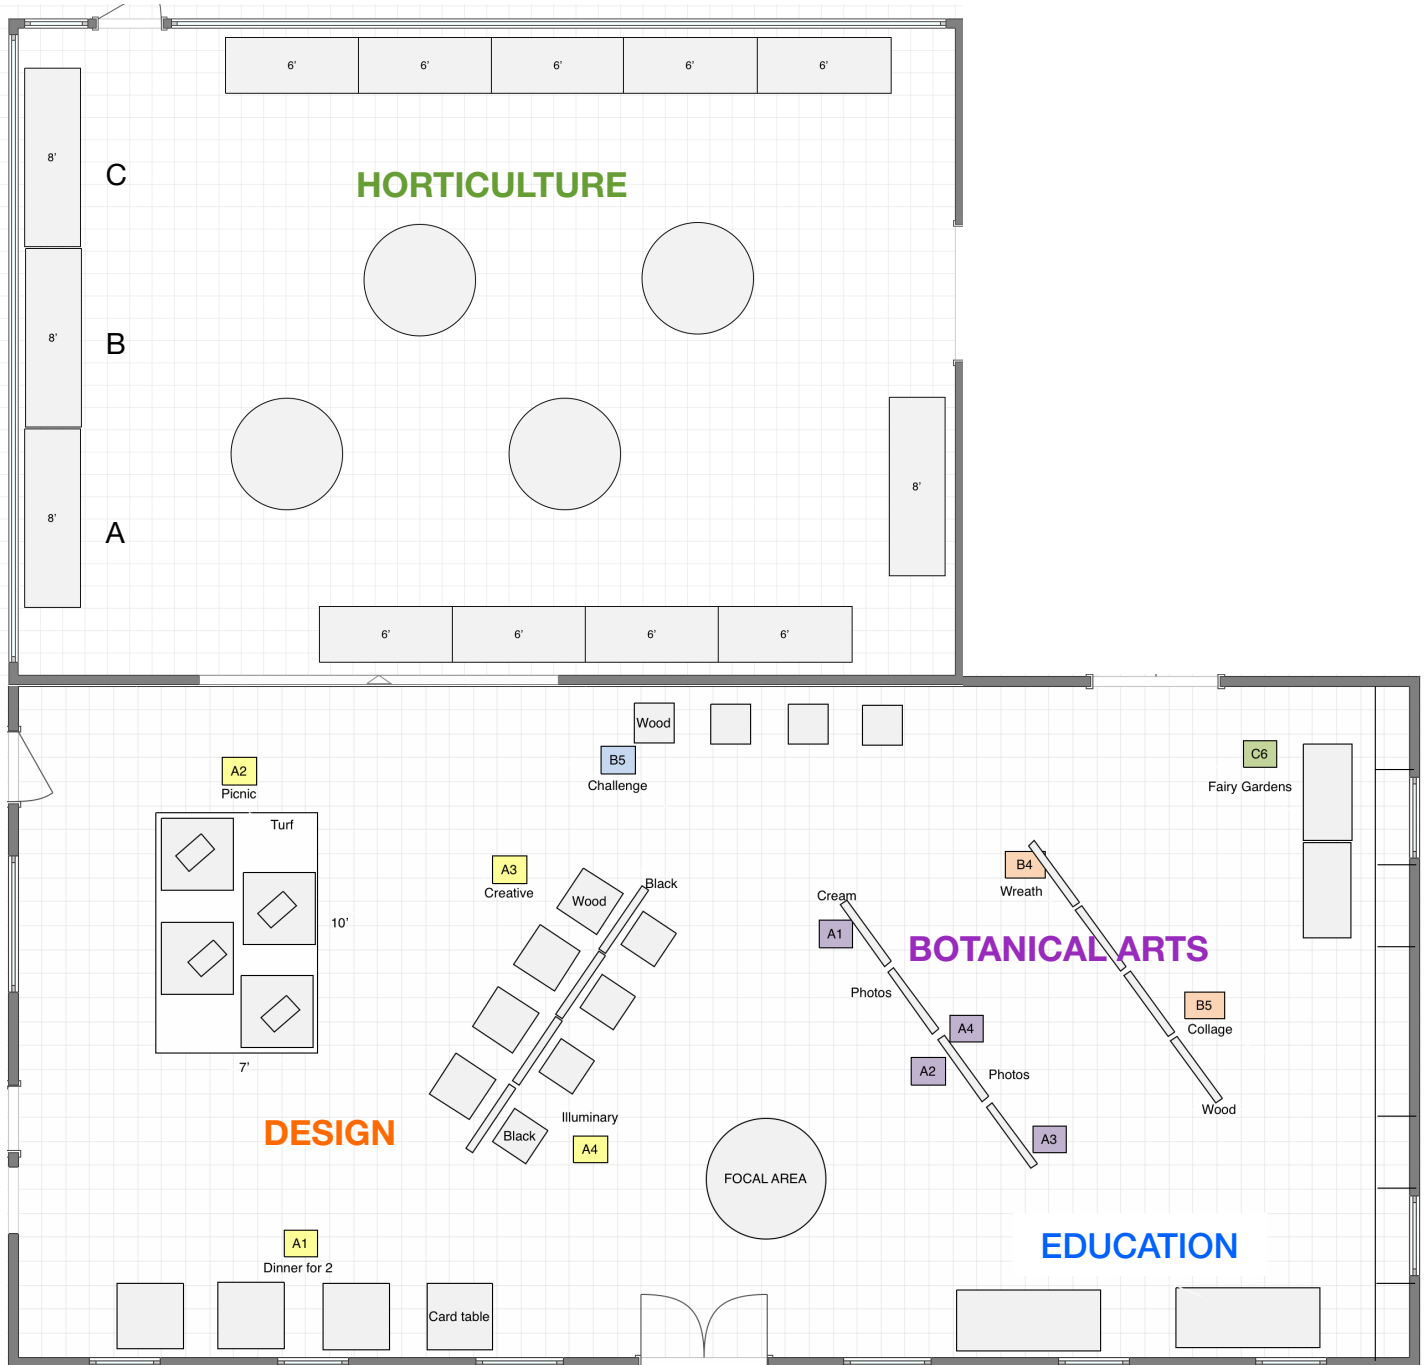 6’ 6’ 6’ 6’ 6’
8’
C
HORTICULTURE
8’
B
8’
8’
A
6’ 6’ 6’ 6’
Wood
B5
Challenge
C6
Fairy Gardens
A2
Picnic
Turf
10’
7’
A3
Creative
Wood
Black
Cream
A1
B4
Wreath
BOTANICAL ARTS
Photos
A4
A2
Photos
B5
Collage
Wood
A3
Illuminary
Black
A4
DESIGN
FOCAL AREA
A1
Dinner for 2
Card table
EDUCATION